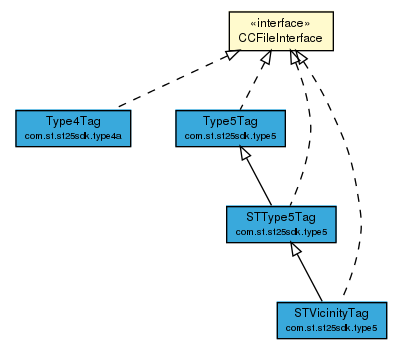 «interface»
CCFileInterface
Type4Tag
com.st.st25sdk.type4a
Type5Tag
com.st.st25sdk.type5
STType5Tag
com.st.st25sdk.type5
STVicinityTag
com.st.st25sdk.type5